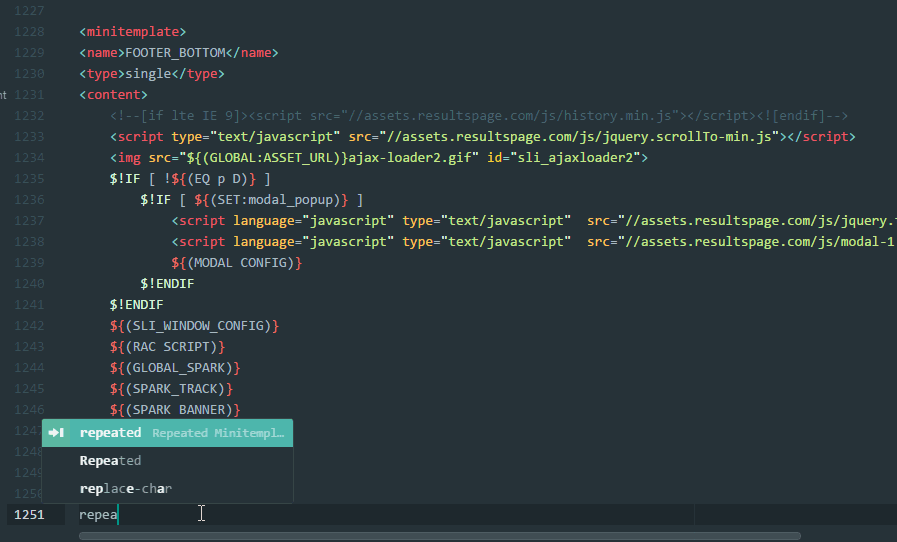 1227
1228 <minitemplate>
1229 <name>FOOTER_BOTTOM</name>
1230 <type>single</type>
nt 1231 <content>
1232 <!--[if lte IE 9]><script src="//assets.resultspage.com/js/history.min.js"></script><![endif]-->
1233 <script type="text/javascript" src="//assets.resultspage.com/js/jquery.scrollTo-min.js"></script>
1234 <img src="${(GLOBAL:ASSET_URL)}ajax-loader2.gif" id="sli_ajaxloader2">
1235 $!IF [ !${(EQ p D)} ]
1236 $!IF [ ${(SET:modal_popup)} ]
1237 <script language="javascript" type="text/javascript"  src="//assets.resultspage.com/js/jquery.
1238 <script language="javascript" type="text/javascript"  src="//assets.resultspage.com/js/modal-1
1239 ${(MODAL CONFIG)}
1240 $!ENDIF
1241 $!ENDIF
1242 ${(SLI_WINDOW_CONFIG)}
1243 ${(RAC SCRIPT)}
1244 ${(GLOBAL_SPARK)}
1245 ${(SPARK_TRACK)}
1246 ${(SPARK BANNER)}
124
repeated Repeated Minitempl…
124
Repeated
124
replace-char
125
1251 repea